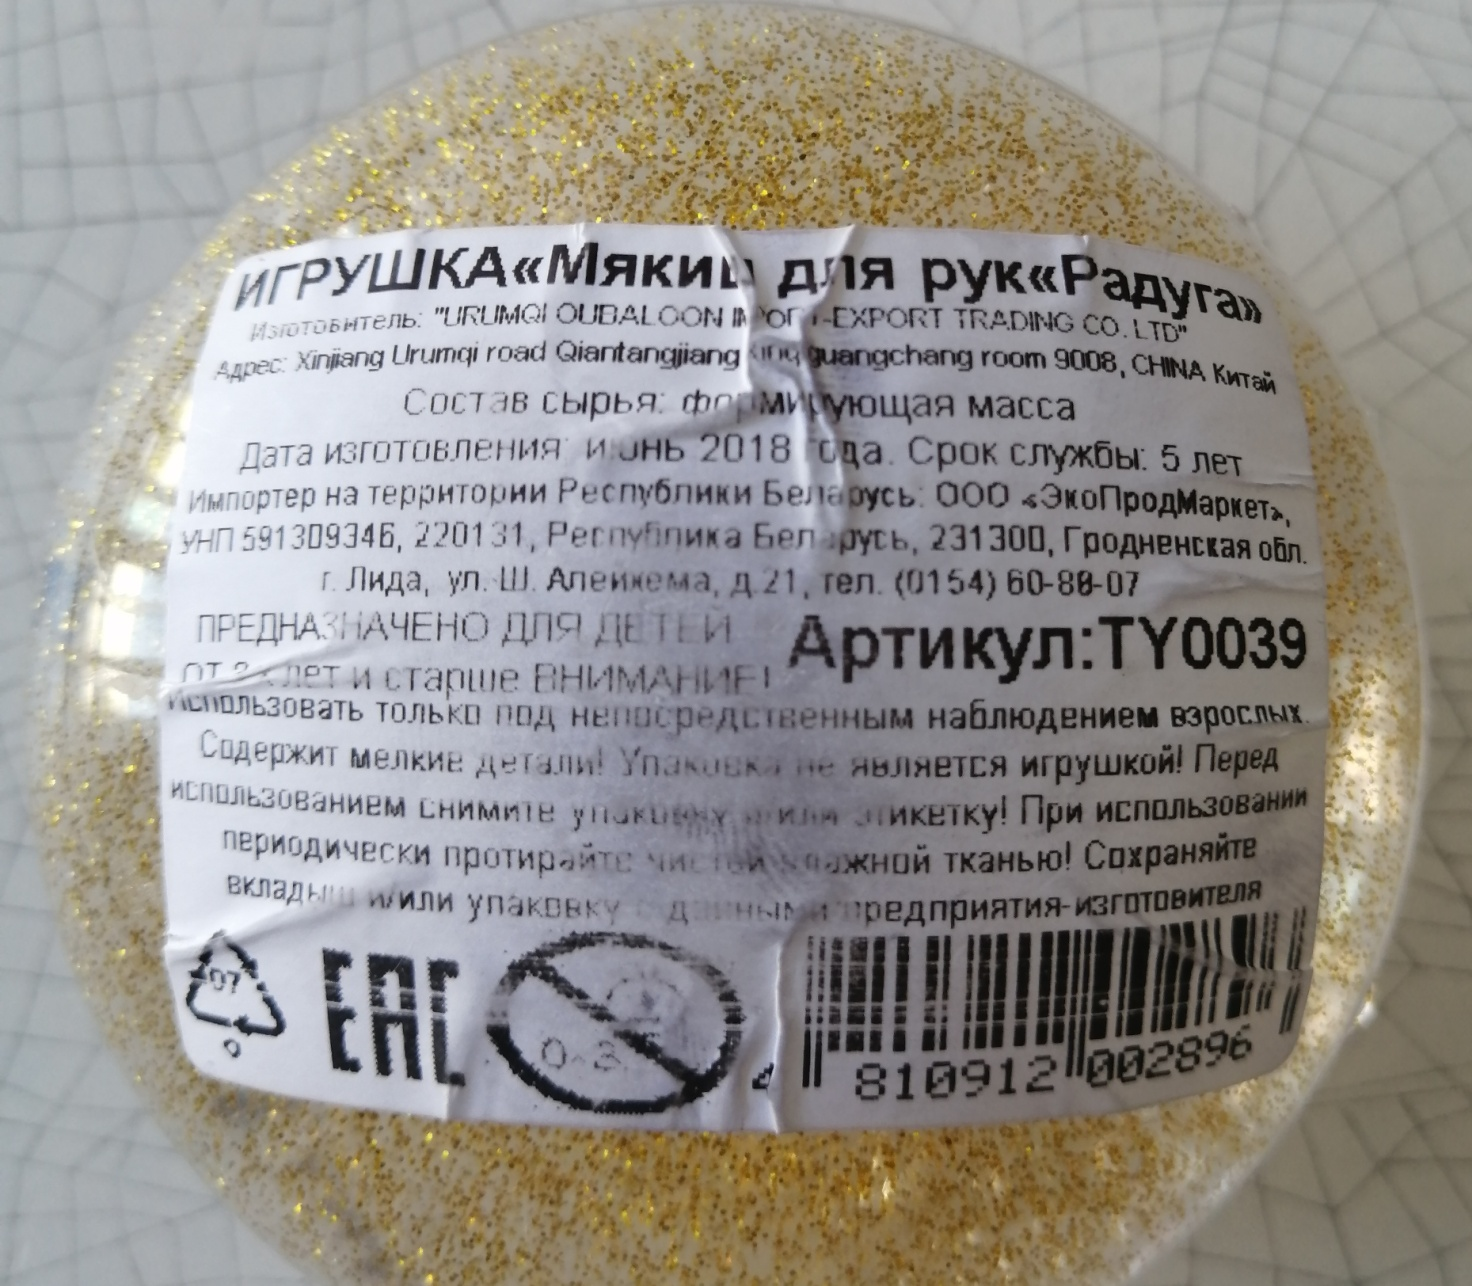 ИГРУШКА«Мякиш для рук«Радуга»
Изготовитель: "URUMQI OUBALOON IMPORT-EXPORT TRADING CO. LTD"
Адрес: Xinjiang Urumqi road Qiantangjiang guangchang room 9008, CHINA Китай
Состав сырья: формирующая масса
Дата изготовления: июнь 2018 года. Срок службы: 5 лет
Импортер на территории Республики Беларусь: ООО «ЭкоПродМаркет»,
УНП 591309346, 220131, Республика Беларусь, 231300, Гродненская обл.
г. Лида, ул. Ш. Алейхема, д.21, тел. (0154) 60-80-07
ПРЕДНАЗНАЧЕНО ДЛЯ ДЕТЕЙ
ОТ 3х лет и старше ВНИМАНИЕ!
Артикул:TY0039
Использовать только под непосредственным наблюдением взрослых.
Содержит мелкие детали! Упаковка не является игрушкой! Перед
использованием снимите упаковку и/или этикетку! При использовании
периодически протирайте чистой влажной тканью! Сохраняйте
вкладыш и/или упаковку с данными предприятия-изготовителя
07
EAC
0-3
4 810912 002896